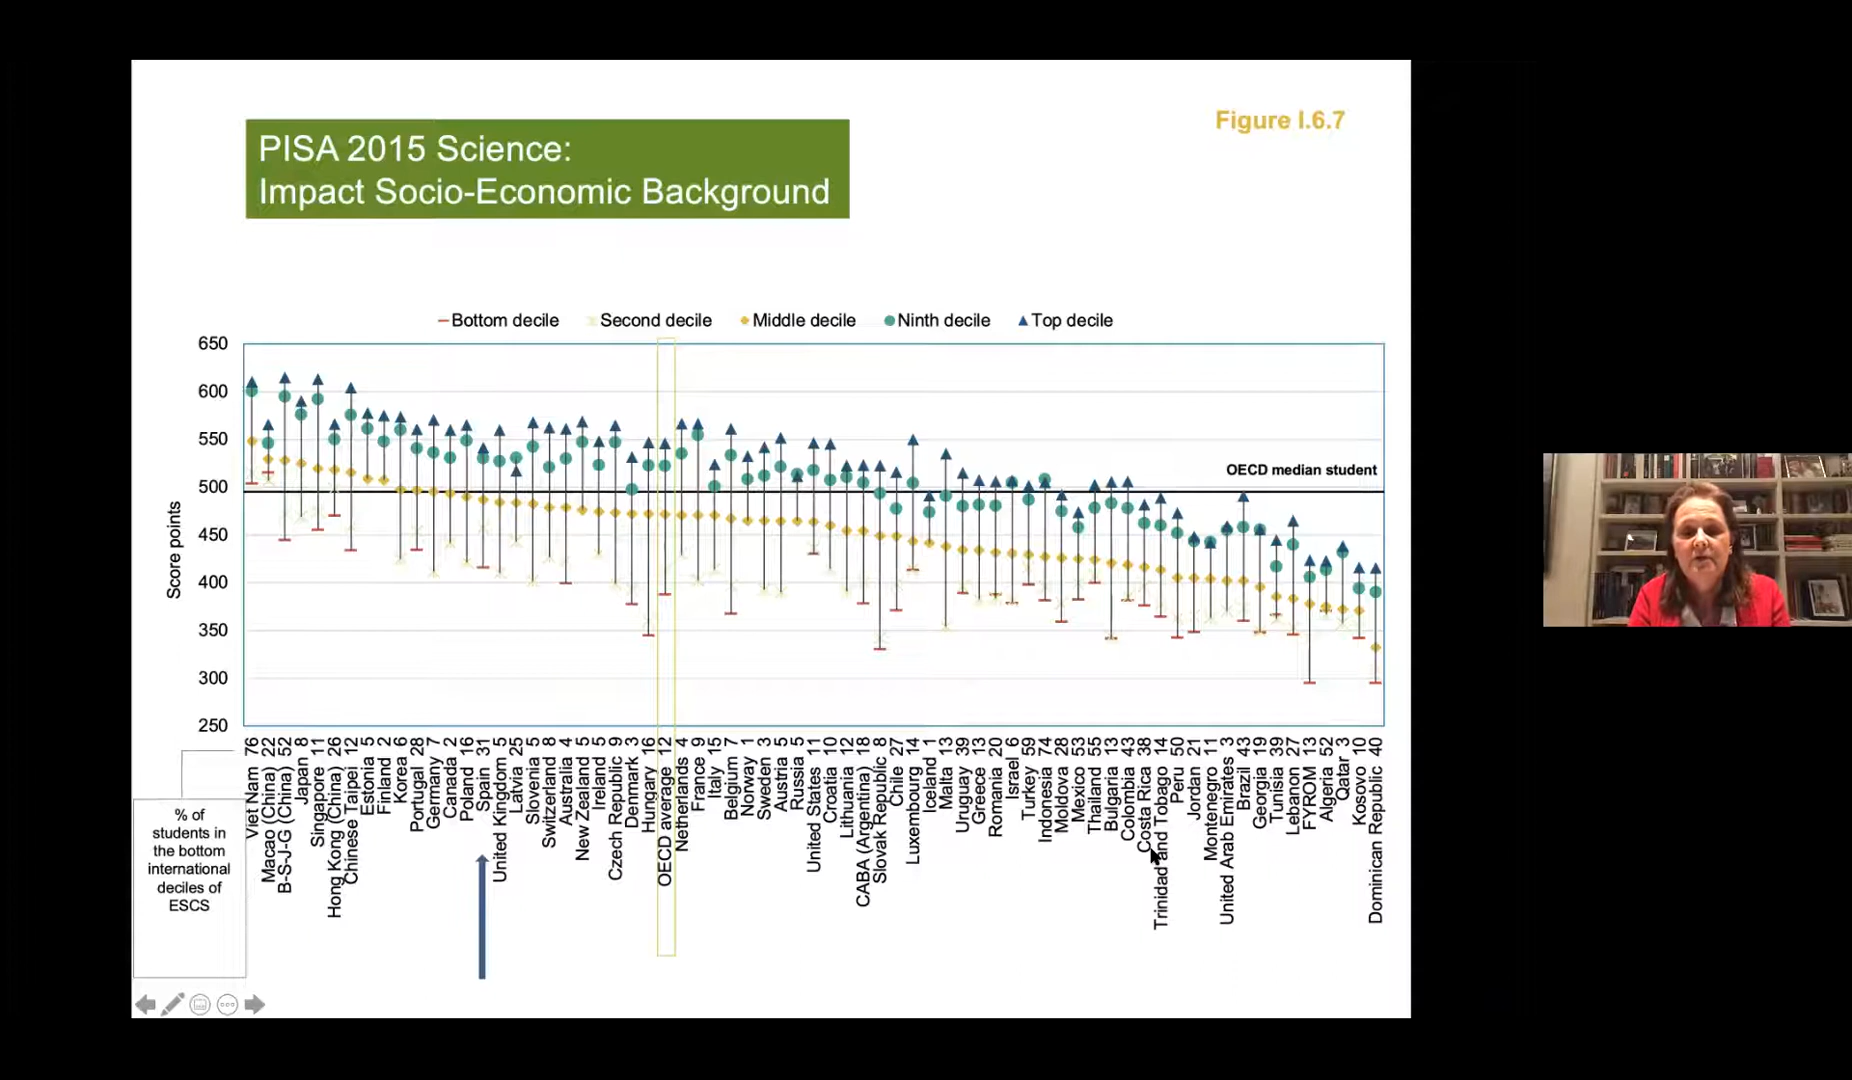 Figure I.6.7
PISA 2015 Science:
Impact Socio-Economic Background
Bottom decile Second decile Middle decile Ninth decile Top decile
650
600
550
500
450
400
350
300
250
Score points
OECD median student
Viet Nam 76
Macao (China) 22
B-S-J-G (China) 52
Japan 8
Singapore 11
Hong Kong (China) 26
Chinese Taipei 12
Estonia 5
Finland 2
Korea 6
Portugal 28
Germany 7
Canada 2
Poland 16
Spain 31
United Kingdom 5
Latvia 25
Slovenia 5
Switzerland 8
Australia 4
New Zealand 5
Ireland 5
Czech Republic 9
Denmark 3
Hungary 16
OECD average 12
Netherlands 4
France 9
Italy 15
Belgium 7
Norway 1
Sweden 3
Austria 5
Russia 5
United States 11
Croatia 10
Lithuania 12
CABA (Argentina) 18
Slovak Republic 8
Chile 27
Luxembourg 14
Iceland 1
Malta 13
Uruguay 39
Greece 13
Romania 20
Israel 6
Turkey 59
Indonesia 74
Moldova 28
Mexico 53
Thailand 55
Bulgaria 13
Colombia 43
Costa Rica 38
Trinidad and Tobago 14
Peru 50
Jordan 21
Montenegro 11
United Arab Emirates 3
Brazil 43
Georgia 19
Tunisia 39
Lebanon 27
FYROM 13
Algeria 52
Qatar 3
Kosovo 10
Dominican Republic 40
% of
students in
the bottom
international
deciles of
ESCS